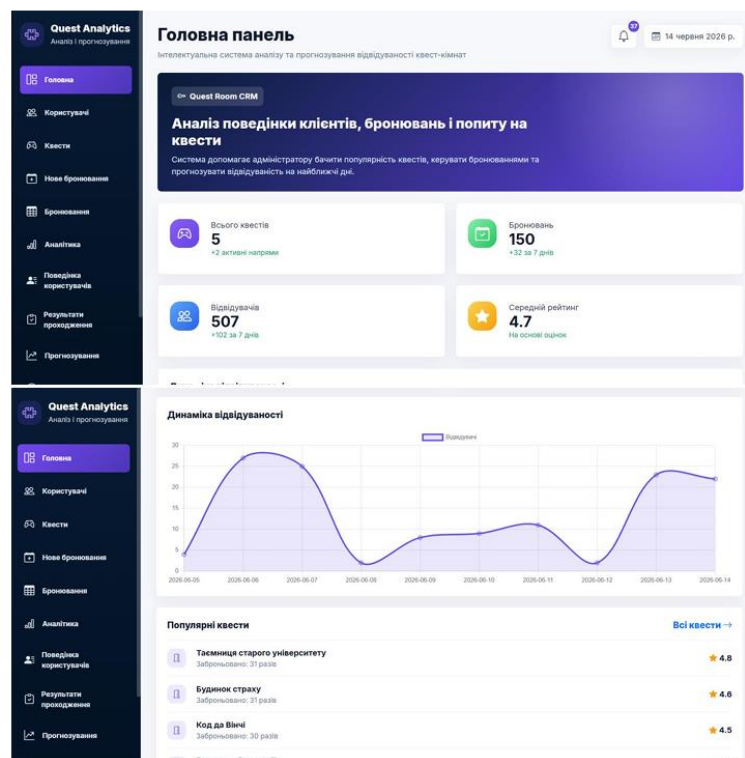 Quest Analytics
Аналіз і прогнозування
Головна
Користувачі
Квести
Нове бронювання
Бронювання
Аналітика
Поведінка
користувачів
Результати
проходження
Прогнозування
Головна панель
Інтелектуальна система аналізу та прогнозування відвідуваності квест-кімнат
37
14 червня 2026 р.
Quest Room CRM
Аналіз поведінки клієнтів, бронювань і попиту на
квести
Система допомагає адміністратору бачити популярність квестів, керувати бронюваннями та
прогнозувати відвідуваність на найближчі дні.
Всього квестів
5
+2 активні напрями
Бронювань
150
+32 за 7 днів
Відвідувачів
507
+102 за 7 днів
Середній рейтинг
4.7
На основі оцінок
Quest Analytics
Аналіз і прогнозування
Головна
Користувачі
Квести
Нове бронювання
Бронювання
Аналітика
Поведінка
користувачів
Результати
проходження
Прогнозування
Динаміка відвідуваності
Відвідувачі
30
25
20
15
10
5
0
2026-06-05 2026-06-06 2026-06-07 2026-06-08 2026-06-09 2026-06-10 2026-06-11 2026-06-12 2026-06-13 2026-06-14
Популярні квести
Всі квести →
Таємниця старого університету
Заброньовано: 31 разів
4.8
Будинок страху
Заброньовано: 31 разів
4.6
Код да Вінчі
Заброньовано: 30 разів
4.5